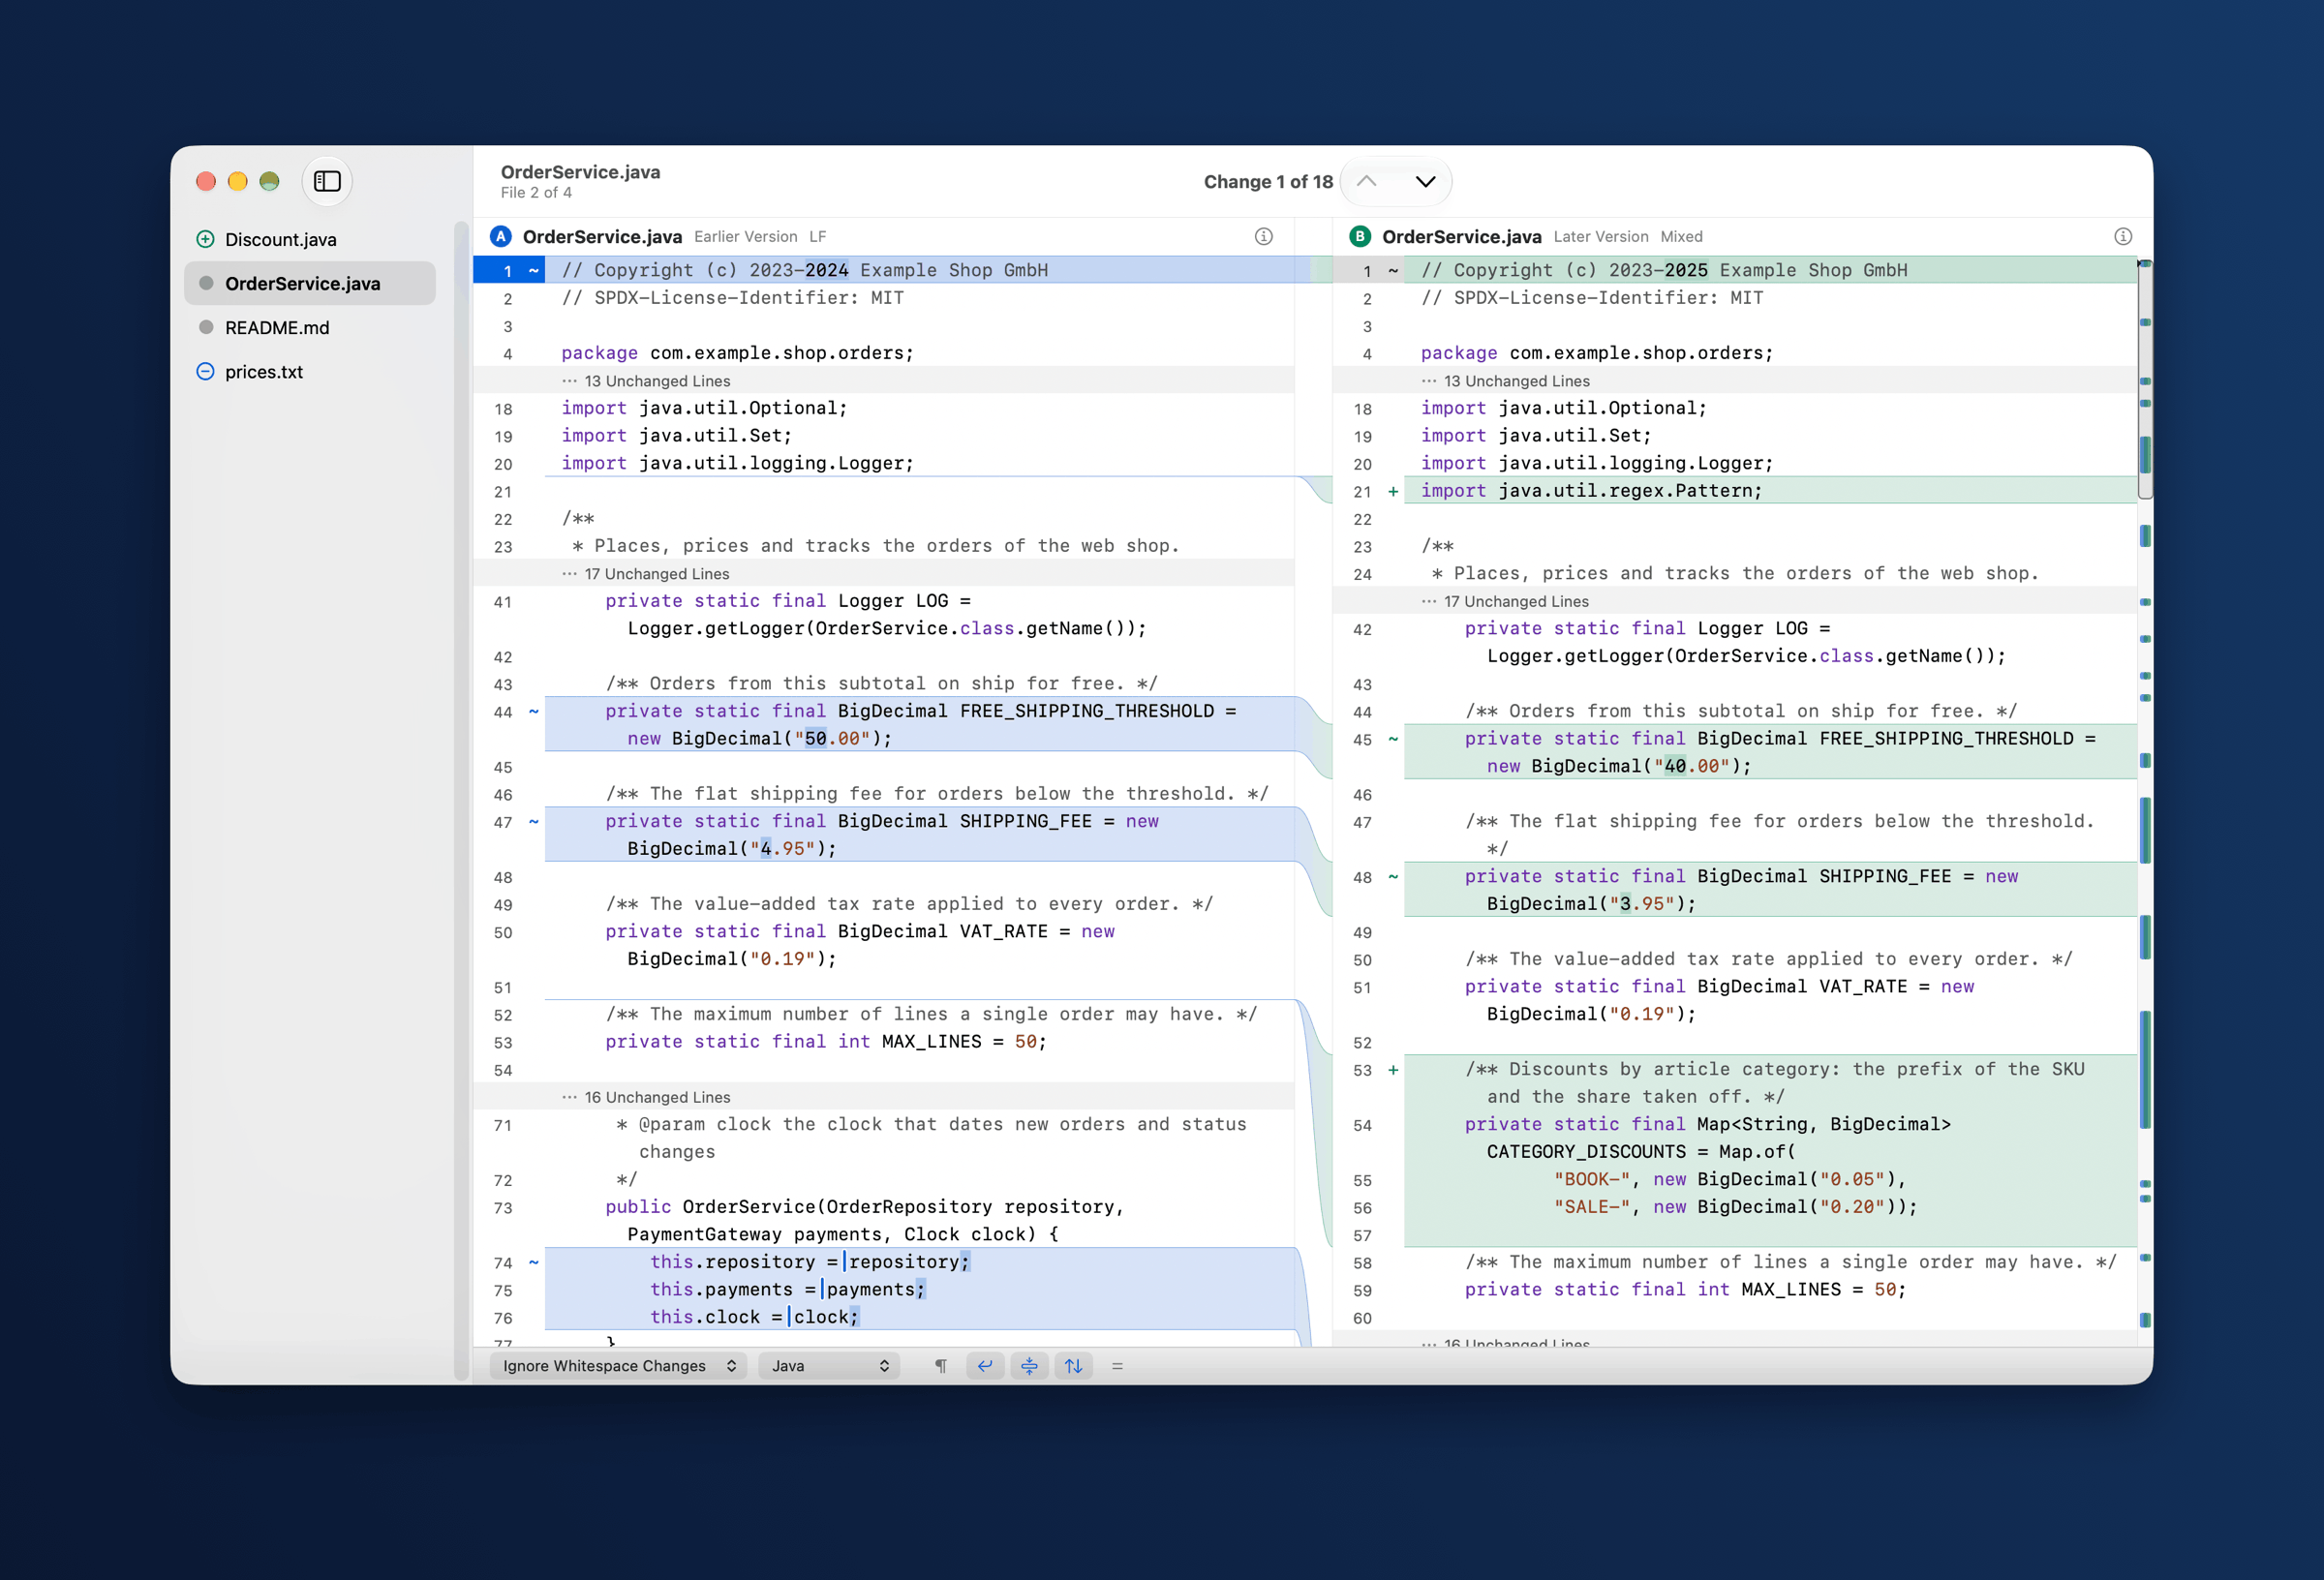 OrderService.java
File 2 of 4
Change 1 of 18
Discount.java
OrderService.java
README.md
prices.txt
A OrderService.java Earlier Version LF
1 ~ // Copyright (c) 2023-2024 Example Shop GmbH
2 // SPDX-License-Identifier: MIT
3
4 package com.example.shop.orders;
··· 13 Unchanged Lines
18 import java.util.Optional;
19 import java.util.Set;
20 import java.util.logging.Logger;
21
22 /**
23 * Places, prices and tracks the orders of the web shop.
··· 17 Unchanged Lines
41 private static final Logger LOG =
Logger.getLogger(OrderService.class.getName());
42
43 /** Orders from this subtotal on ship for free. */
44 ~ private static final BigDecimal FREE_SHIPPING_THRESHOLD =
new BigDecimal("50.00");
45
46 /** The flat shipping fee for orders below the threshold. */
47 ~ private static final BigDecimal SHIPPING_FEE = new
BigDecimal("4.95");
48
49 /** The value-added tax rate applied to every order. */
50 private static final BigDecimal VAT_RATE = new
BigDecimal("0.19");
51
52 /** The maximum number of lines a single order may have. */
53 private static final int MAX_LINES = 50;
54
··· 16 Unchanged Lines
71 * @param clock the clock that dates new orders and status
changes
72 */
73 public OrderService(OrderRepository repository,
PaymentGateway payments, Clock clock) {
74 ~ this.repository = repository;
75 this.payments = payments;
76 this.clock = clock;
77 }
B OrderService.java Later Version Mixed
1 ~ // Copyright (c) 2023-2025 Example Shop GmbH
2 // SPDX-License-Identifier: MIT
3
4 package com.example.shop.orders;
··· 13 Unchanged Lines
18 import java.util.Optional;
19 import java.util.Set;
20 import java.util.logging.Logger;
21 + import java.util.regex.Pattern;
22
23 /**
24 * Places, prices and tracks the orders of the web shop.
··· 17 Unchanged Lines
42 private static final Logger LOG =
Logger.getLogger(OrderService.class.getName());
43
44 /** Orders from this subtotal on ship for free. */
45 ~ private static final BigDecimal FREE_SHIPPING_THRESHOLD =
new BigDecimal("40.00");
46
47 /** The flat shipping fee for orders below the threshold.
*/
48 ~ private static final BigDecimal SHIPPING_FEE = new
BigDecimal("3.95");
49
50 /** The value-added tax rate applied to every order. */
51 private static final BigDecimal VAT_RATE = new
BigDecimal("0.19");
52
53 + /** Discounts by article category: the prefix of the SKU
and the share taken off. */
54 private static final Map<String, BigDecimal>
CATEGORY_DISCOUNTS = Map.of(
55 "BOOK-", new BigDecimal("0.05"),
56 "SALE-", new BigDecimal("0.20"));
57
58 /** The maximum number of lines a single order may have. */
59 private static final int MAX_LINES = 50;
60
··· 16 Unchanged Lines
Ignore Whitespace Changes
Java
¶
=